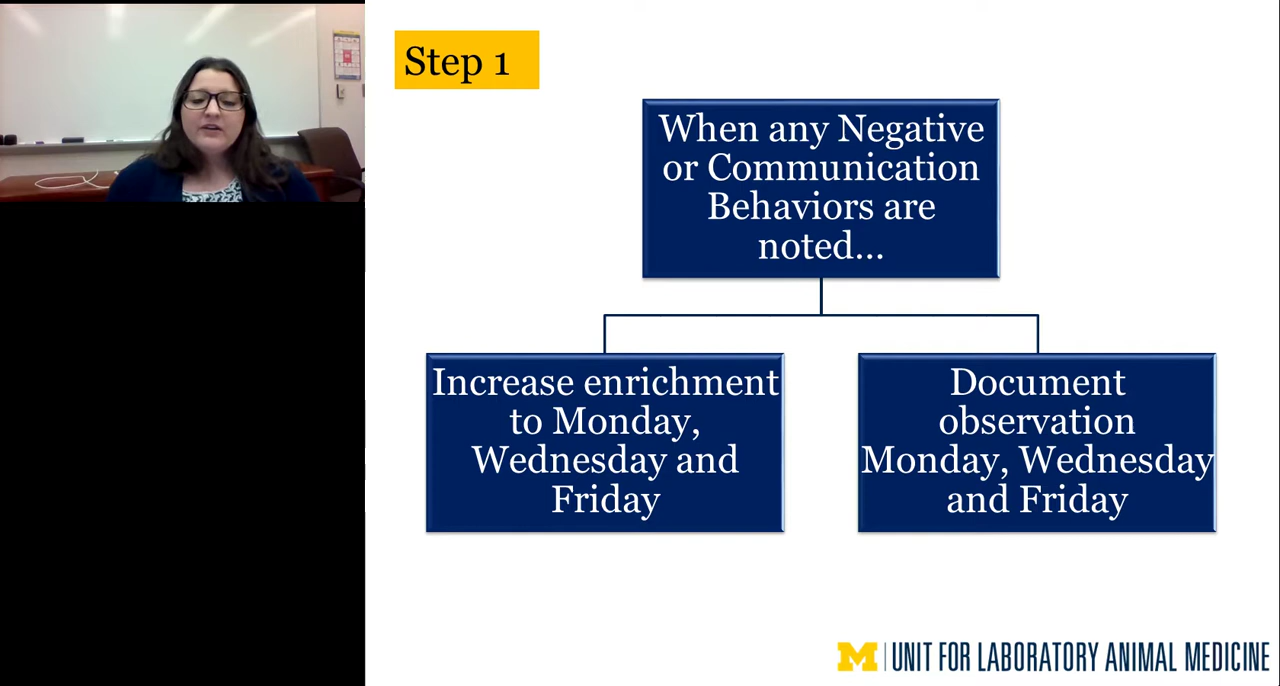 Step 1
When any Negative
or Communication
Behaviors are
noted...
Increase enrichment
to Monday,
Wednesday and
Friday
Document
observation
Monday, Wednesday
and Friday
M | UNIT FOR LABORATORY ANIMAL MEDICINE